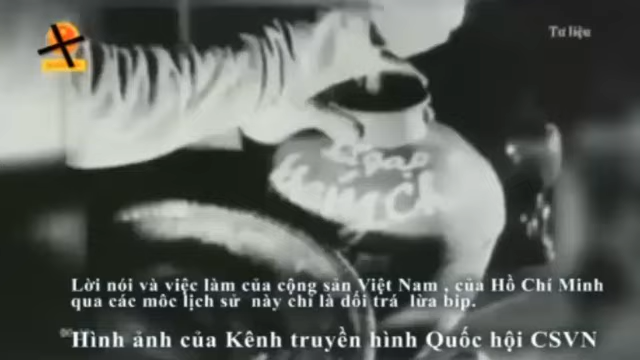 Tư liệu
Lời nói và việc làm của cộng sản Việt Nam , của Hồ Chí Minh
qua các môc lịch sử này chỉ là dối trá lừa bịp.
Hình ảnh của Kênh truyền hình Quốc hội CSVN